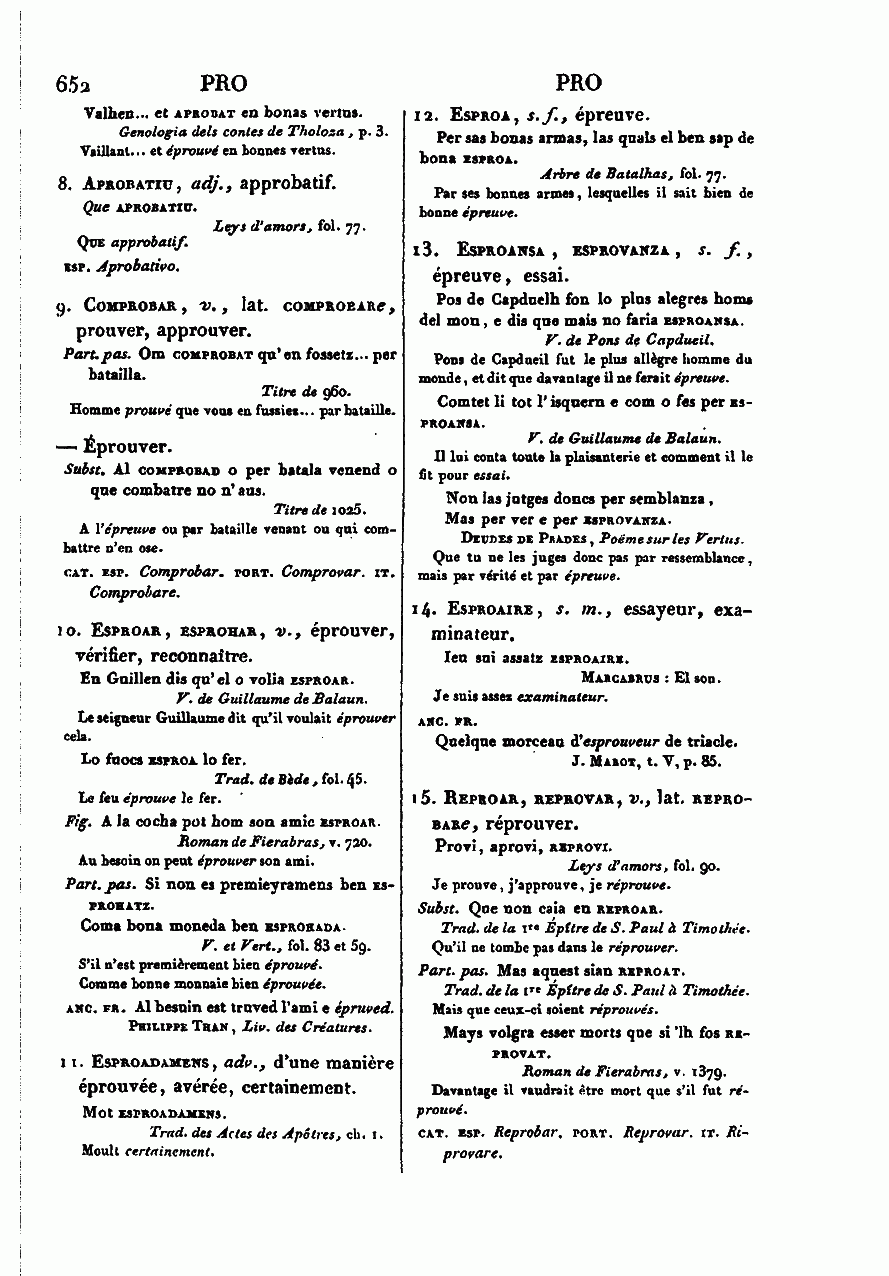 652 PRO PRO
Valhen... et APROBAT en bonas vertus.
Genologia dels contes de Tholoza, p. 3.
Vaillant... et éprouvé en bonnes vertus.
8. APROBATIU, adj., approbatif.
Que APROBATIU.
Leys d'amors, fol. 77.
QUE approbatif.
ESP. Aprobativo.
9. COMPROBAR, v., lat. COMPROBARe,
prouver, approuver.
Part. pas. Om COMPROBAT qu'en fossetz... per
batailla.
Titre de 960.
Homme prouvé que vous en fussiez... par bataille.
— Éprouver.
Subst. Al COMPROBAD o per batala venend o
que combatre no n'aus.
Titre de 1025.
A l'épreuve ou par bataille venant ou qui com-
battre n'en ose.
CAT. ESP. Comprobar. PORT. Comprovar. IT.
Comprobare.
10. ESPROAR, ESPROHAR, v., éprouver,
vérifier, reconnaître.
En Guillen dis qu'el o volia ESPROAR.
V. de Guillaume de Balaun.
Le seigneur Guillaume dit qu'il voulait éprouver
cela.
Lo fuocs ESPROA lo fer.
Trad. de Bède, fol. 45.
Le feu éprouve le fer.
Fig. A la cocha pot hom son amic ESPROAR.
Roman de Fierabras, v. 720.
Au besoin on peut éprouver son ami.
Part. pas. Si non es premieyramens ben ES-
PROHATZ.
Coma bona moneda ben ESPROHADA.
V. et Vert., fol. 83 et 59.
S'il n'est premièrement bien éprouvé.
Comme bonne monnaie bien éprouvée.
ANC. FR. Al besuin est truved l'ami e épruved.
PHILIPPE THAN, Liv. des Créatures.
11. ESPROADAMENS, adv., d'une manière
éprouvée, avérée, certainement.
Mot ESPROADAMENS.
Trad. des Actes des Apôtres, ch. 1.
Moult certainement.
12. ESPROA, s. f., épreuve.
Per sas bonas armas, las quals el ben sap de
bona ESPROA.
Arbre de Batalhas, fol. 77.
Par ses bonnes armes, lesquelles il sait bien de
bonne épreuve.
13. ESPROANSA, ESPROVANZA, s. f.,
épreuve, essai.
Pos de Capduelh fon lo plus alegres homs
del mon, e dis que mais no faria ESPROANSA.
V. de Pons de Capdueil.
Pons de Capdueil fut le plus allègre homme du
monde, et dit que davantage il ne ferait épreuve.
Comtet li tot l'isquern e com o fes per ES-
PROANSA.
V. de Guillaume de Balaun.
Il lui conta toute la plaisanterie et comment il le
fit pour essai.
Non las jutges doncs per semblanza,
Mas per ver e per ESPROVANZA.
DEUDES DE PRADES, Poëme sur les Vertus.
Que tu ne les juges donc pas par ressemblance,
mais par vérité et par épreuve.
14. ESPROAIRE, s. m., essayeur, exa-
minateur.
Ieu sui assatz ESPROAIRE.
MARCABRUS : El son.
Je suis assez examinateur.
ANC. FR.
Quelque morceau d'esprouveur de triacle.
J. MAROT, t. V, p. 85.
15. REPROAR, REPROVAR, v., lat. REPRO-
BARe, réprouver.
Provi, aprovi, REPROVI.
Leys d'amors, fol. 90.
Je prouve, j'approuve, je réprouve.
Subst. Que non caia en REPROAR.
Trad. de la 1re Épître de S. Paul à Timothée.
Qu'il ne tombe pas dans le réprouver.
Part. pas. Mas aquest sian REPROAT.
Trad. de la 1re Épître de S. Paul à Timothée.
Mais que ceux-ci soient réprouvés.
Mays volgra esser morts que si 'lh fos RE-
PROVAT.
Roman de Fierabras, v. 1379.
Davantage il vaudrait être mort que s'il fut ré-
prouvé.
CAT. ESP. Reprobar. PORT. Reprovar. IT. Ri-
provare.